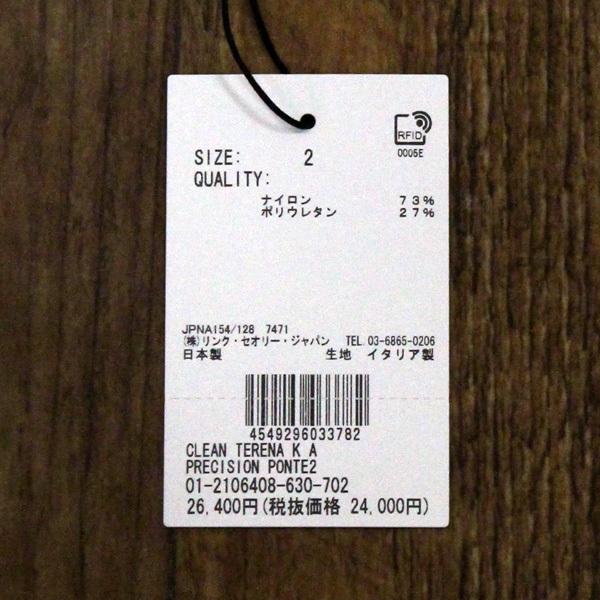 RFID
0005E
SIZE: 2
QUALITY:
ナイロン 73%
ポリウレタン 27%
JPNA154/128 7471
(株)リンク・セオリー・ジャパン TEL.03-6865-0206
日本製 生地 イタリア製
4549296033782
CLEAN TERENA K A
PRECISION PONTE2
01-2106408-630-702
26,400円(税抜価格 24,000円)